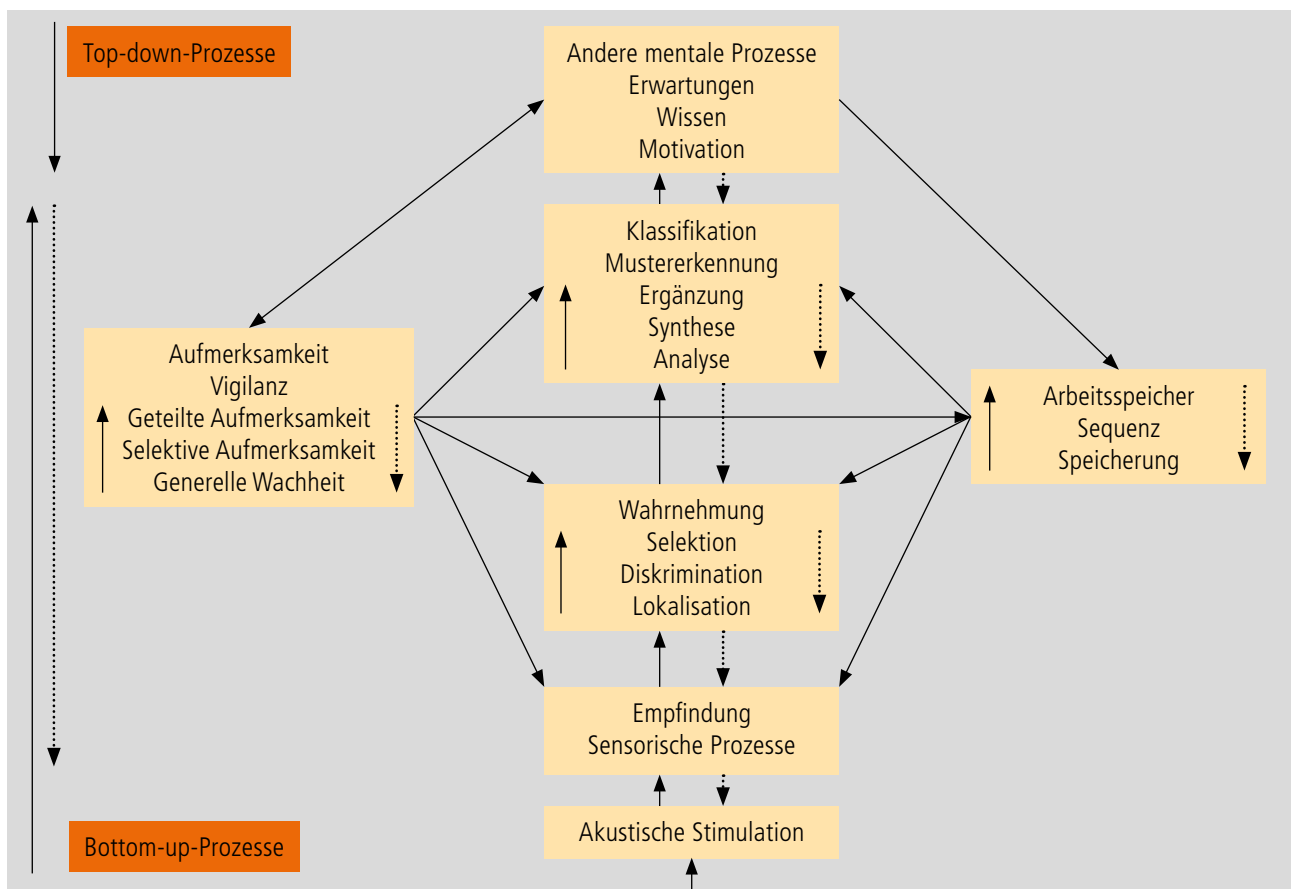 Top-down-Prozesse
Andere mentale Prozesse
Erwartungen
Wissen
Motivation
Klassifikation
Mustererkennung
Ergänzung
Synthese
Analyse
Aufmerksamkeit
Vigilanz
Geteilte Aufmerksamkeit
Selektive Aufmerksamkeit
Generelle Wachheit
Arbeitsspeicher
Sequenz
Speicherung
Wahrnehmung
Selektion
Diskrimination
Lokalisation
Empfindung
Sensorische Prozesse
Akustische Stimulation
Bottom-up-Prozesse